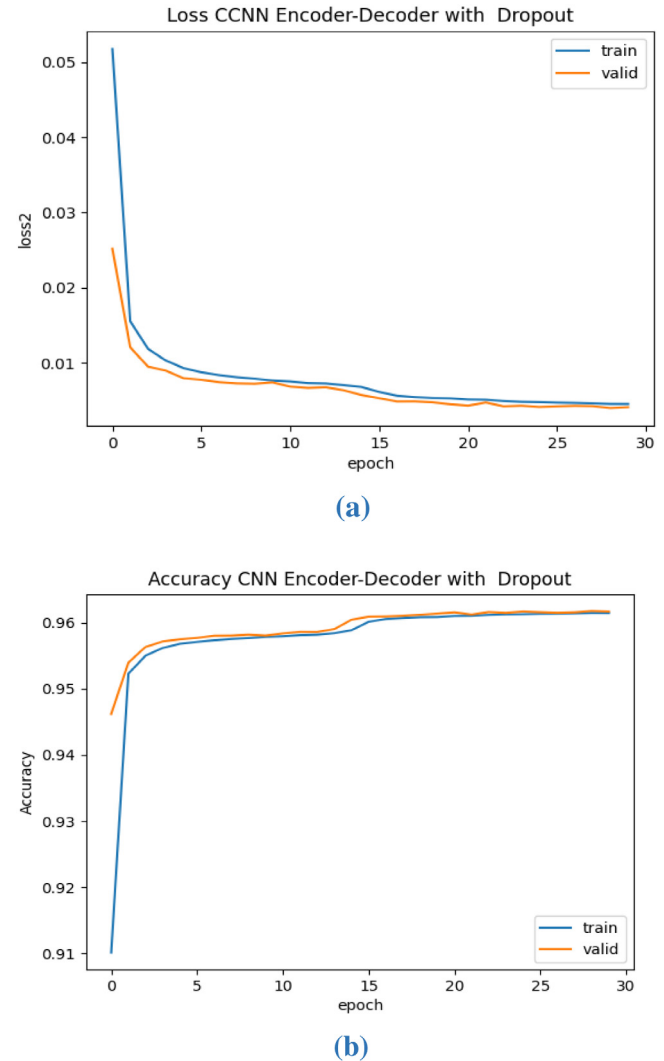 Loss CCNN Encoder-Decoder with  Dropout
train
valid
0.05
0.04
0.03
0.02
0.01
loss2
0 5 10 15 20 25 30
epoch
(a)
Accuracy CNN Encoder-Decoder with  Dropout
0.96
0.95
0.94
0.93
0.92
0.91
Accuracy
train
valid
0 5 10 15 20 25 30
epoch
(b)